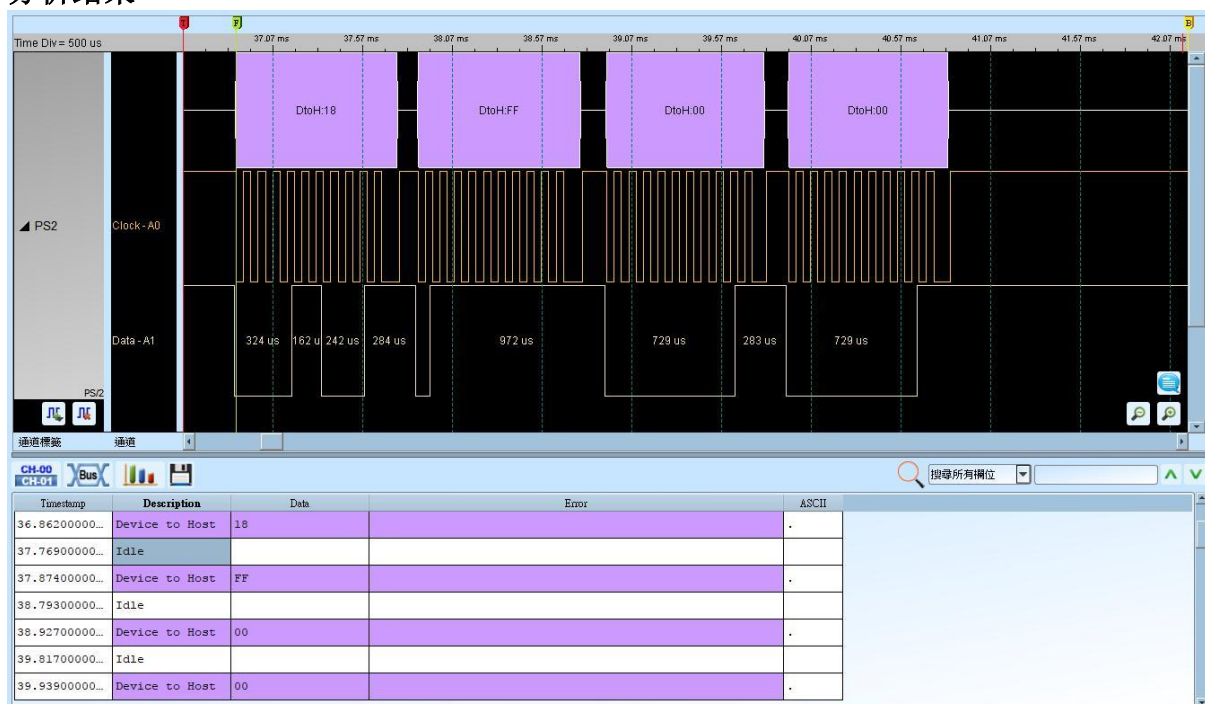 T F B
Time Div = 500 us 37.07 ms 37.57 ms 38.07 ms 38.57 ms 39.07 ms 39.57 ms 40.07 ms 40.57 ms 41.07 ms 41.57 ms 42.07 ms
DtoH:18 DtoH:FF DtoH:00 DtoH:00
PS2 Clock - A0
Data - A1 324 us 162 u 242 us 284 us 972 us 729 us 283 us 729 us
PS/2
通道標籤 通道
CH-00
CH-01 Bus 搜尋所有欄位
Timestamp Description Data Error ASCII
36.86200000... Device to Host 18 .
37.76900000... Idle
37.87400000... Device to Host FF .
38.79300000... Idle
38.92700000... Device to Host 00 .
39.81700000... Idle
39.93900000... Device to Host 00 .